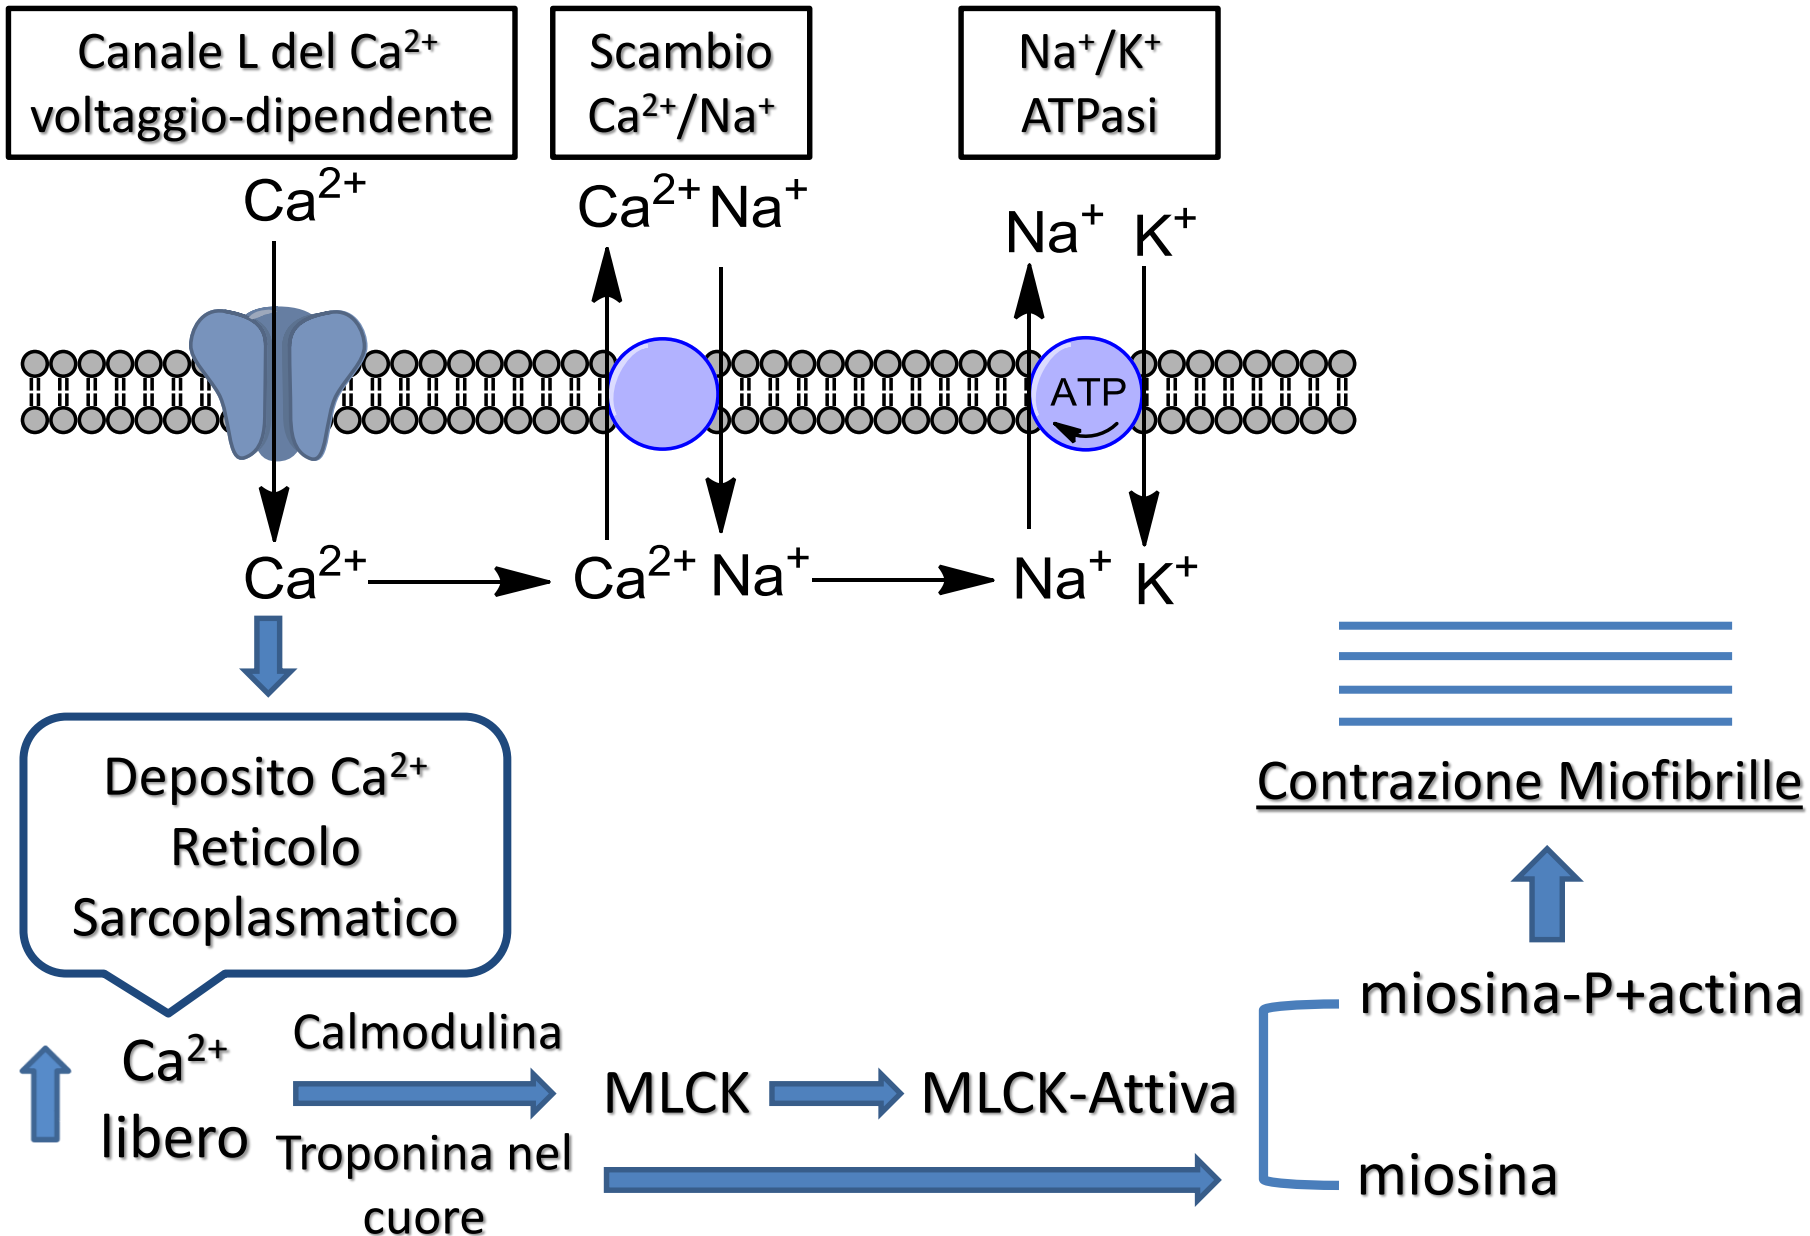 Canale L del Ca²⁺
voltaggio-dipendente
Scambio
Ca²⁺/Na⁺
Na⁺/K⁺
ATPasi
Ca²⁺
Ca²⁺ Na⁺
Na⁺ K⁺
ATP
Ca²⁺
Ca²⁺ Na⁺
Na⁺ K⁺
Deposito Ca²⁺
Reticolo
Sarcoplasmatico
Contrazione Miofibrille
miosina-P+actina
Ca²⁺
libero
Calmodulina
Troponina nel
cuore
MLCK
MLCK-Attiva
miosina